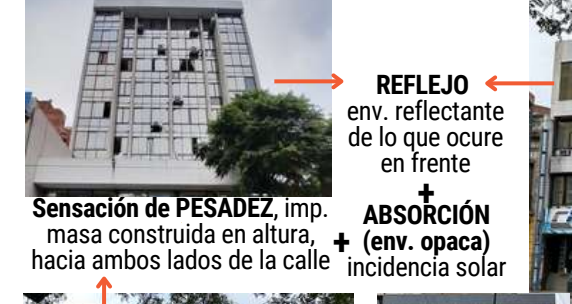 REFLEJO
env. reflectante
de lo que ocure
en frente
+
ABSORCIÓN
(env. opaca)
incidencia solar
Sensación de PESADEZ, imp.
masa construida en altura,
hacia ambos lados de la calle
+